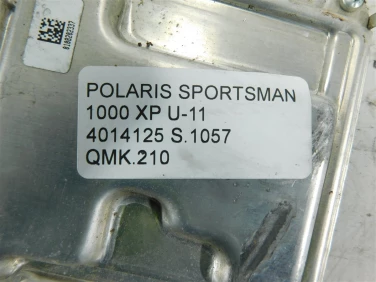 POLARIS SPORTSMAN
1000 XP U-11
4014125 S.1057
QMK.210